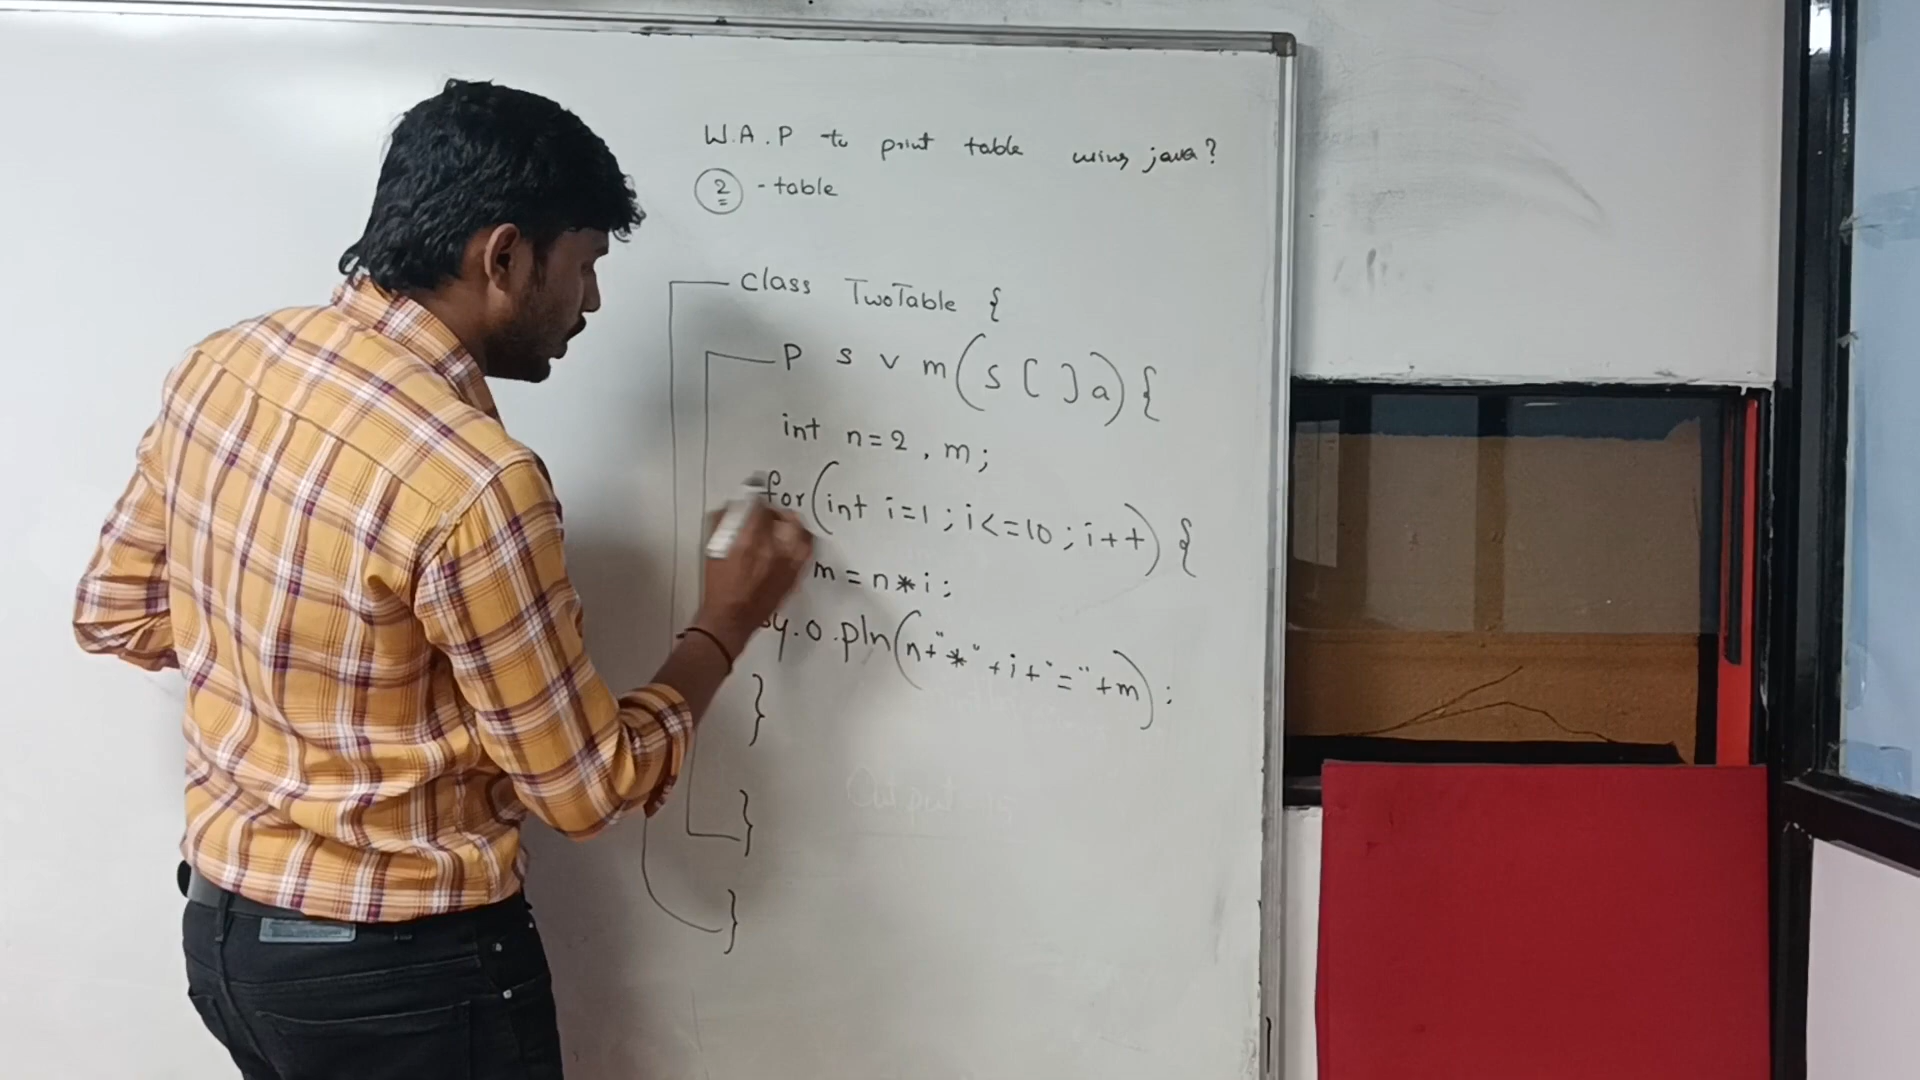 W.A.P to print table using java?
2 - table
class TwoTable {
P s v m(s[]a){
int n=2, m;
for(int i=1; i<=10; i++) {
m=n*i;
sy.o.pln(n+"*"+i+"="+m);
}
}
}